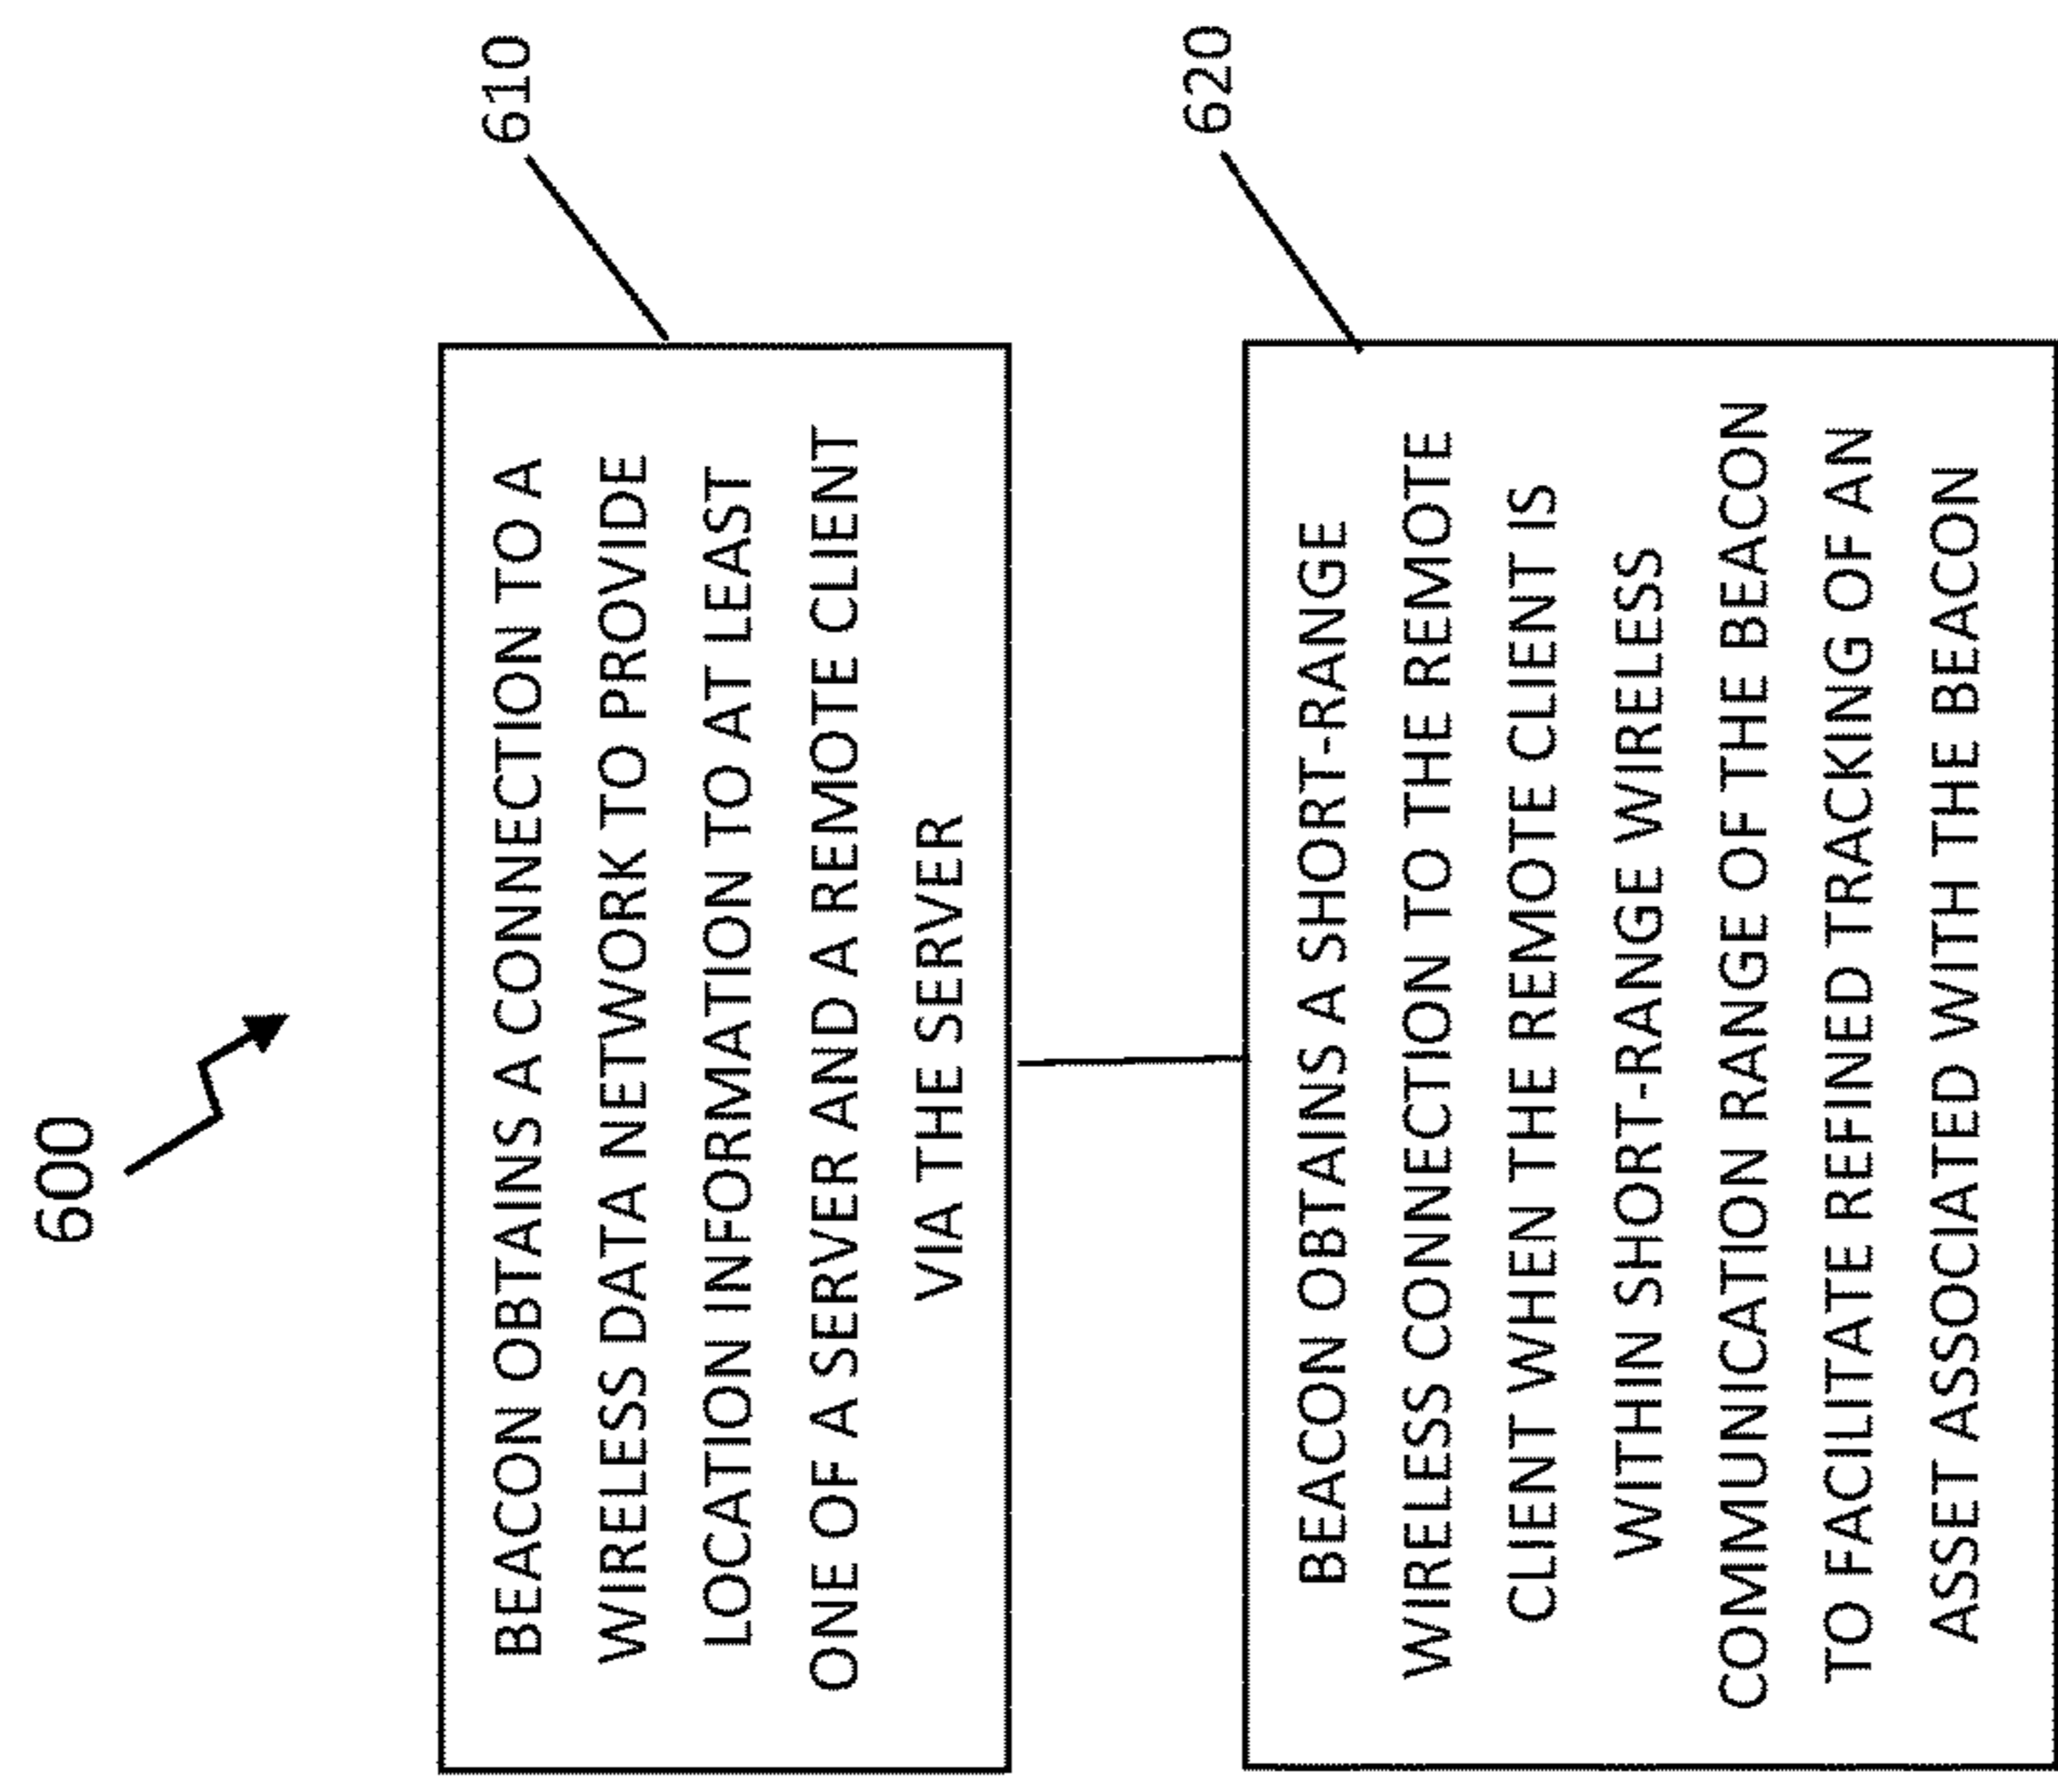 600
610
BEACON OBTAINS A CONNECTION TO A
WIRELESS DATA NETWORK TO PROVIDE
LOCATION INFORMATION TO AT LEAST
ONE OF A SERVER AND A REMOTE CLIENT
VIA THE SERVER
620
BEACON OBTAINS A SHORT-RANGE
WIRELESS CONNECTION TO THE REMOTE
CLIENT WHEN THE REMOTE CLIENT IS
WITHIN SHORT-RANGE WIRELESS
COMMUNICATION RANGE OF THE BEACON
TO FACILITATE REFINED TRACKING OF AN
ASSET ASSOCIATED WITH THE BEACON